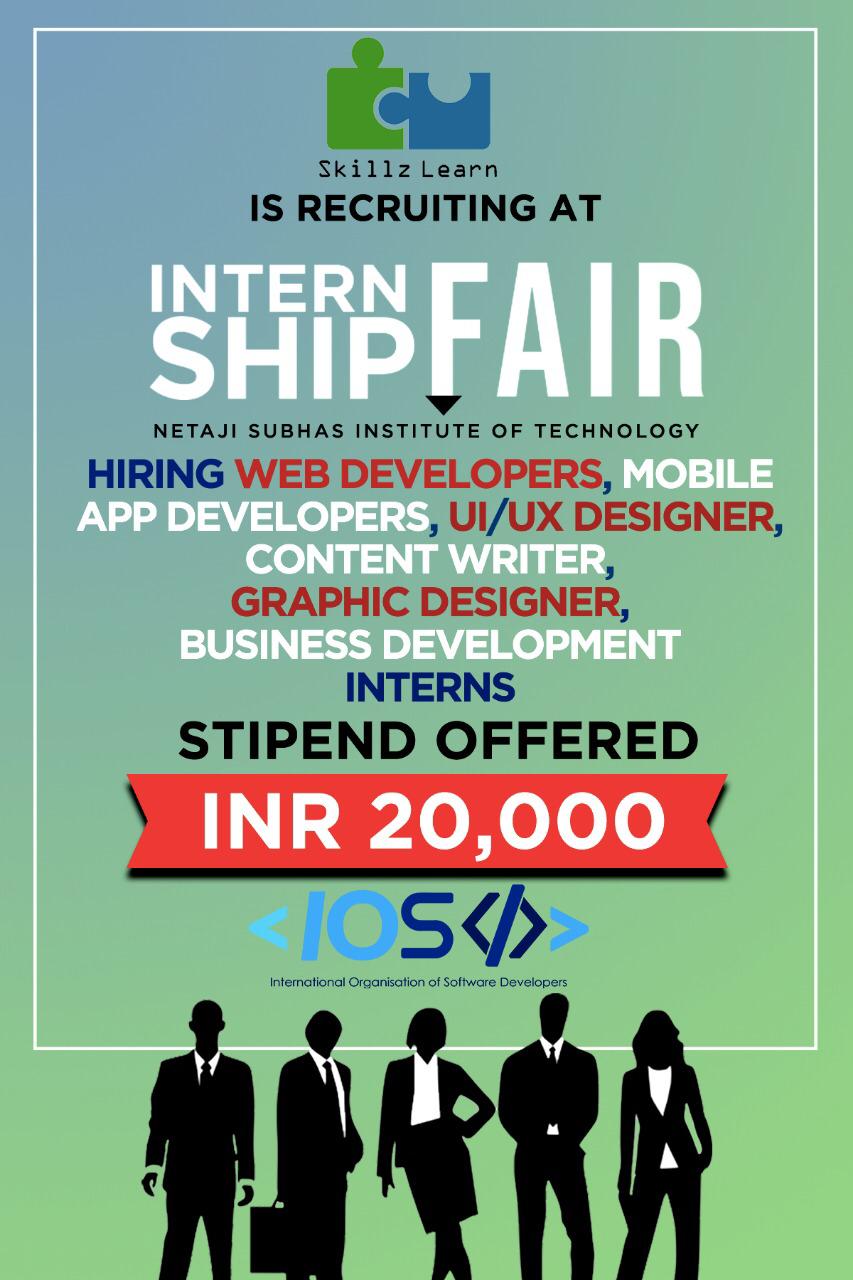 Skillz Learn
IS RECRUITING AT
INTERN
SHIP FAIR
NETAJI SUBHAS INSTITUTE OF TECHNOLOGY
HIRING WEB DEVELOPERS, MOBILE
APP DEVELOPERS, UI/UX DESIGNER,
CONTENT WRITER,
GRAPHIC DESIGNER,
BUSINESS DEVELOPMENT
INTERNS
STIPEND OFFERED
INR 20,000
<IOS</>>
International Organisation of Software Developers